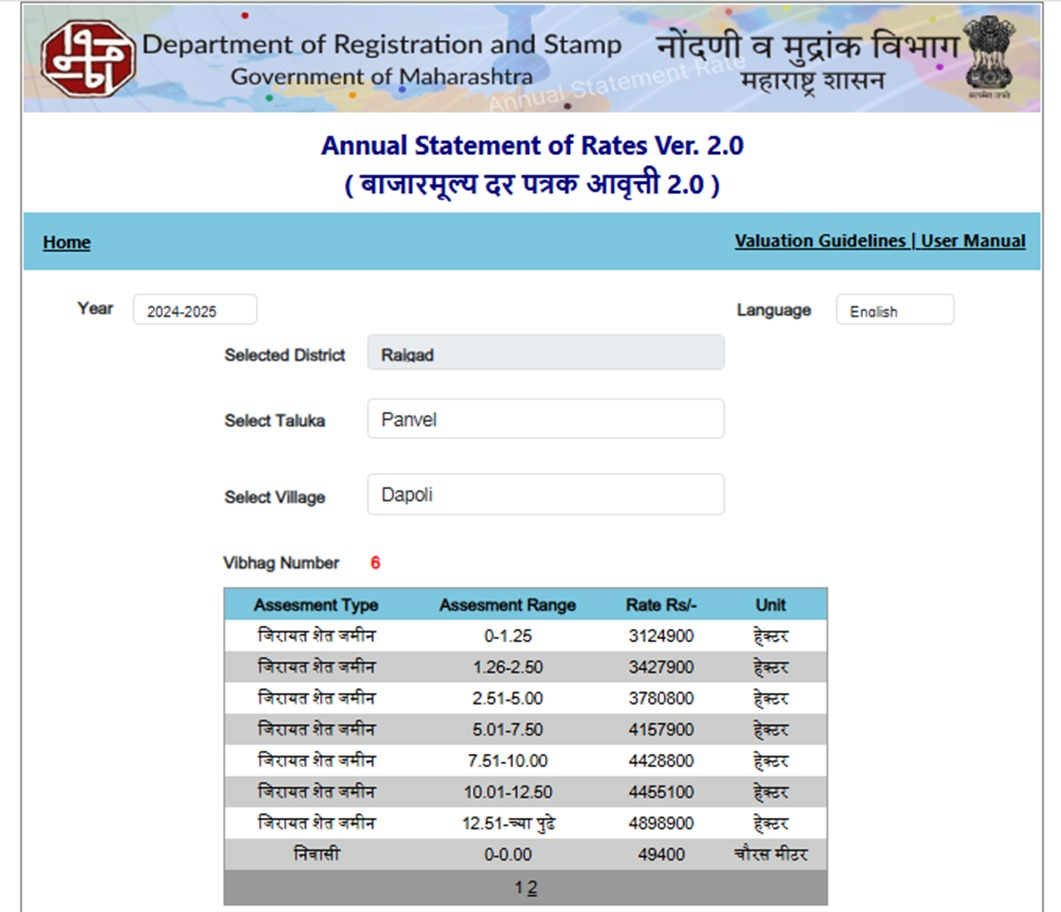 Department of Registration and Stamp नोंदणी व मुद्रांक विभाग
Government of Maharashtra महाराष्ट्र शासन
Annual Statement Rate
Annual Statement of Rates Ver. 2.0
( बाजारमूल्य दर पत्रक आवृत्ती 2.0 )
Home Valuation Guidelines | User Manual
Year 2024-2025 Language English
Selected District Raigad
Select Taluka Panvel
Select Village Dapoli
Vibhag Number 6
Assesment Type Assesment Range Rate Rs/- Unit
जिरायत शेत जमीन 0-1.25 3124900 हेक्टर
जिरायत शेत जमीन 1.26-2.50 3427900 हेक्टर
जिरायत शेत जमीन 2.51-5.00 3780800 हेक्टर
जिरायत शेत जमीन 5.01-7.50 4157900 हेक्टर
जिरायत शेत जमीन 7.51-10.00 4428800 हेक्टर
जिरायत शेत जमीन 10.01-12.50 4455100 हेक्टर
जिरायत शेत जमीन 12.51-च्या पुढे 4898900 हेक्टर
निवासी 0-0.00 49400 चौरस मीटर
1 2